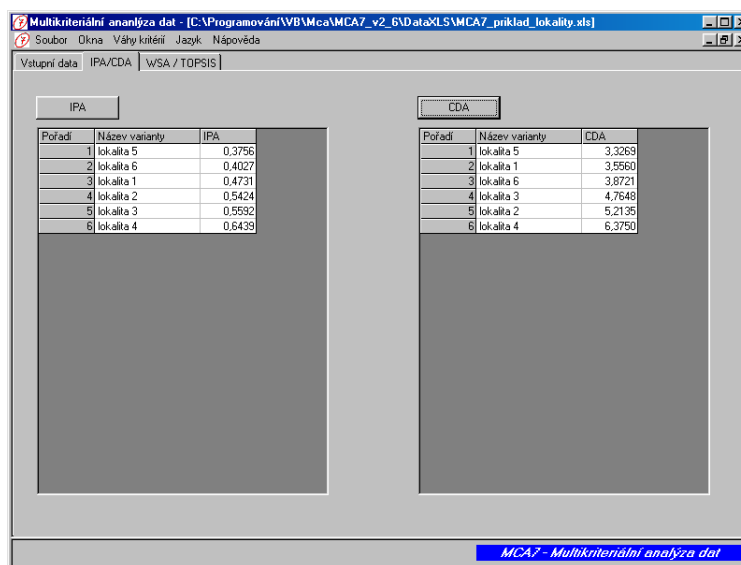 Multikriteriální ananlýza dat - [C:\Programování\VB\Mca\MCA7_v2_6\DataXLS\MCA7_priklad_lokality.xls]
Soubor Okna Váhy kritérií Jazyk Nápověda
Vstupní data IPA/CDA WSA / TOPSIS
IPA CDA
Pořadí Název varianty IPA
1 lokalita 5 0,3756
2 lokalita 6 0,4027
3 lokalita 1 0,4731
4 lokalita 2 0,5424
5 lokalita 3 0,5592
6 lokalita 4 0,6439
Pořadí Název varianty CDA
1 lokalita 5 3,3269
2 lokalita 1 3,5560
3 lokalita 6 3,8721
4 lokalita 3 4,7648
5 lokalita 2 5,2135
6 lokalita 4 6,3750
MCA7 - Multikriteriální analýza dat